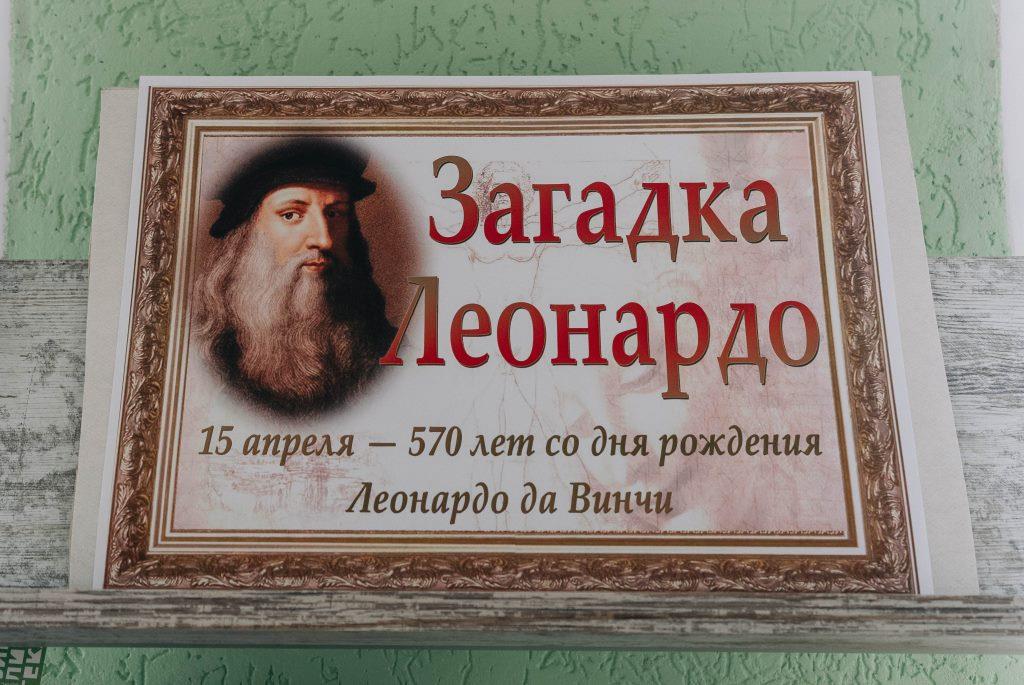 Загадка
Леонардо
15 апреля — 570 лет со дня рождения
Леонардо да Винчи